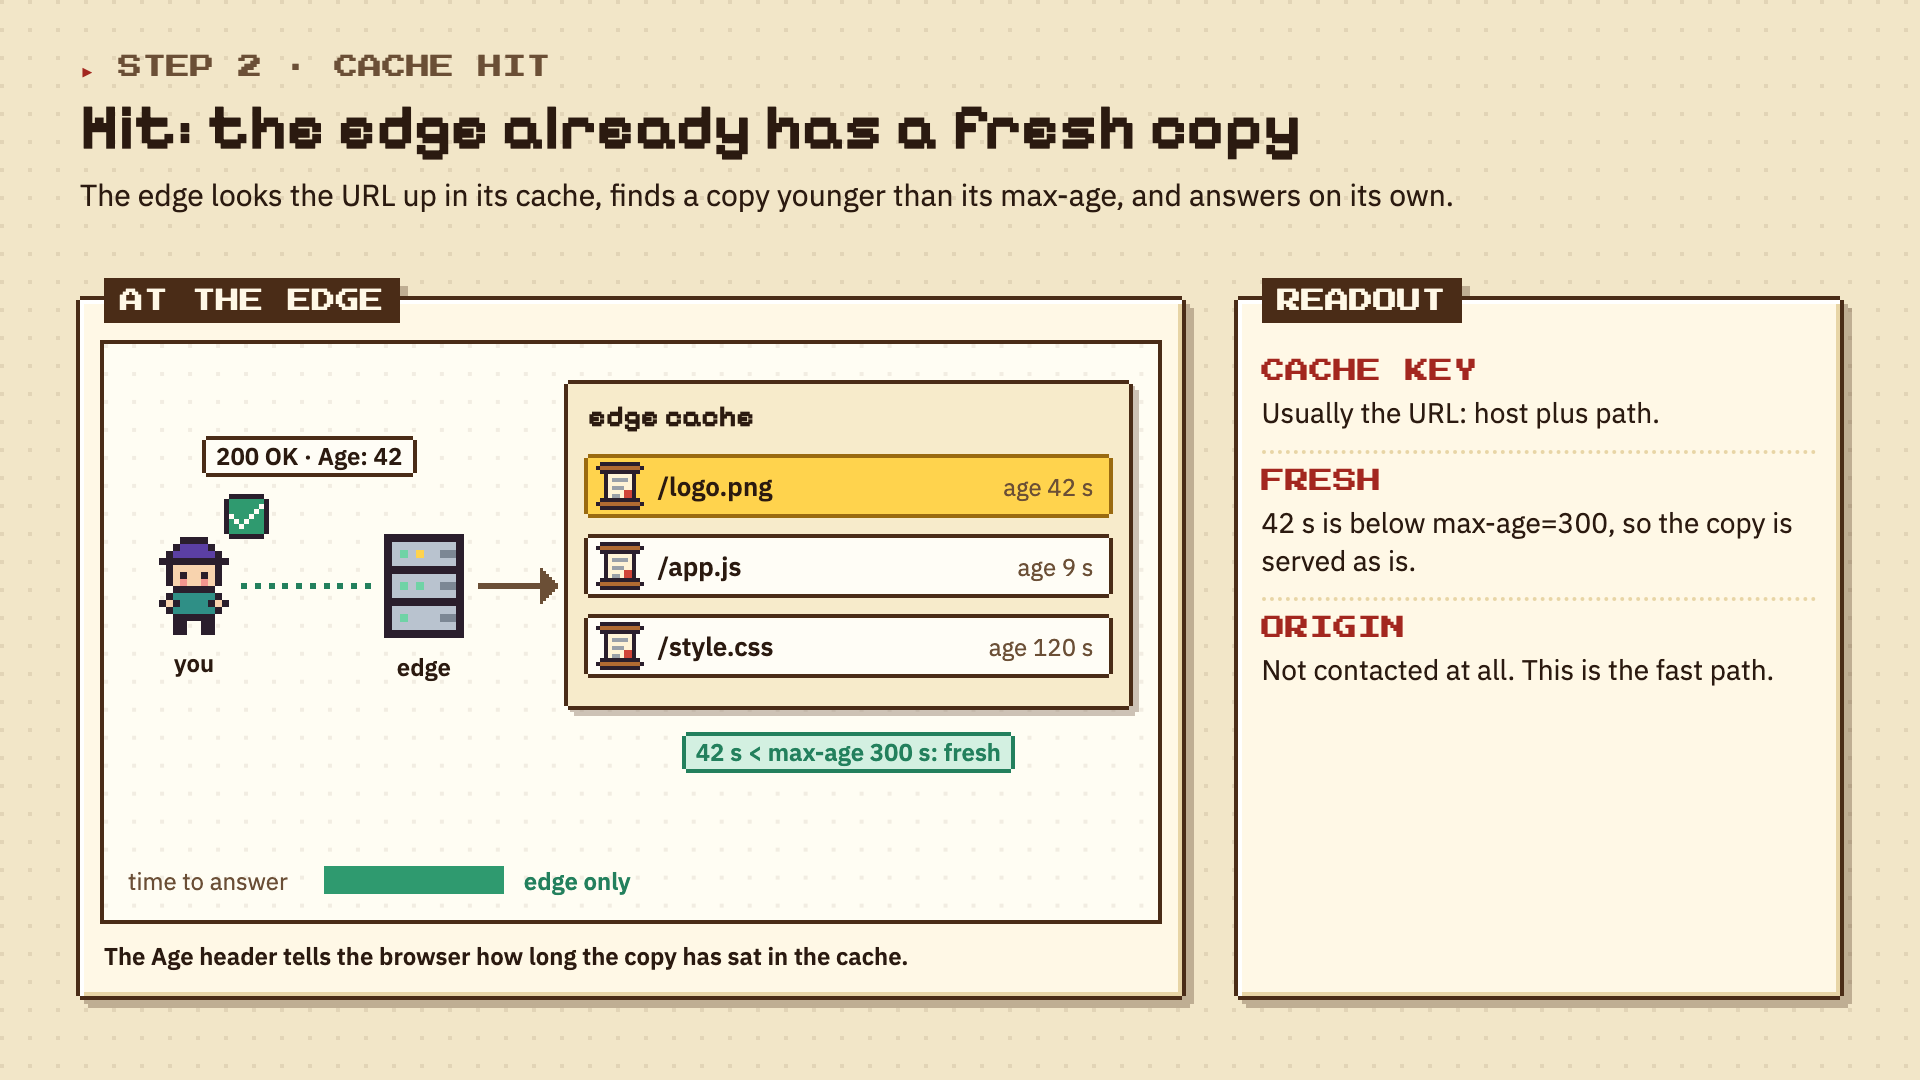 ▸ STEP 2 · CACHE HIT
Hit: the edge already has a fresh copy
The edge looks the URL up in its cache, finds a copy younger than its max-age, and answers on its own.
AT THE EDGE
200 OK · Age: 42
you
edge
edge cache
/logo.png age 42 s
/app.js age 9 s
/style.css age 120 s
42 s < max-age 300 s: fresh
time to answer
edge only
The Age header tells the browser how long the copy has sat in the cache.
READOUT
CACHE KEY
Usually the URL: host plus path.
FRESH
42 s is below max-age=300, so the copy is
served as is.
ORIGIN
Not contacted at all. This is the fast path.